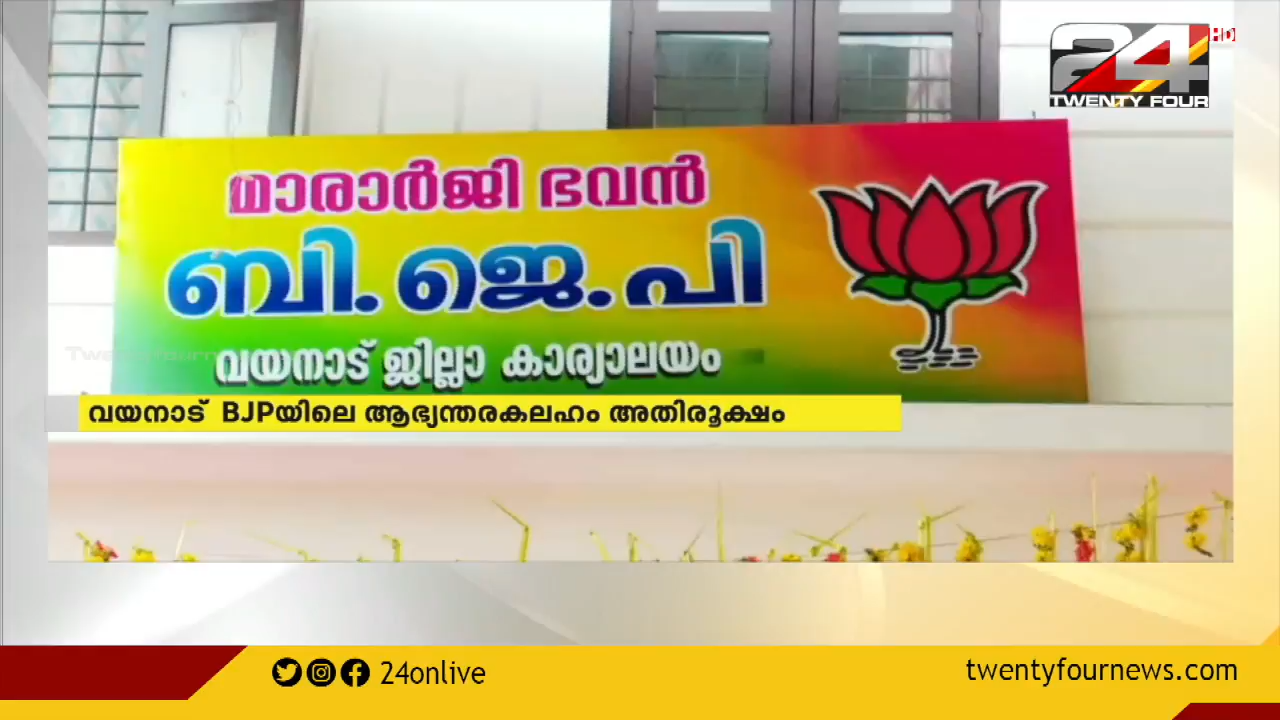 24
HD
TWENTY FOUR
മാരാർജി ഭവൻ
ബി.ജെ.പി
വയനാട് ജില്ലാ കാര്യാലയം
വയനാട് BJPയിലെ ആഭ്യന്തരകലഹം അതിരൂക്ഷം
24onlive
twentyfournews.com